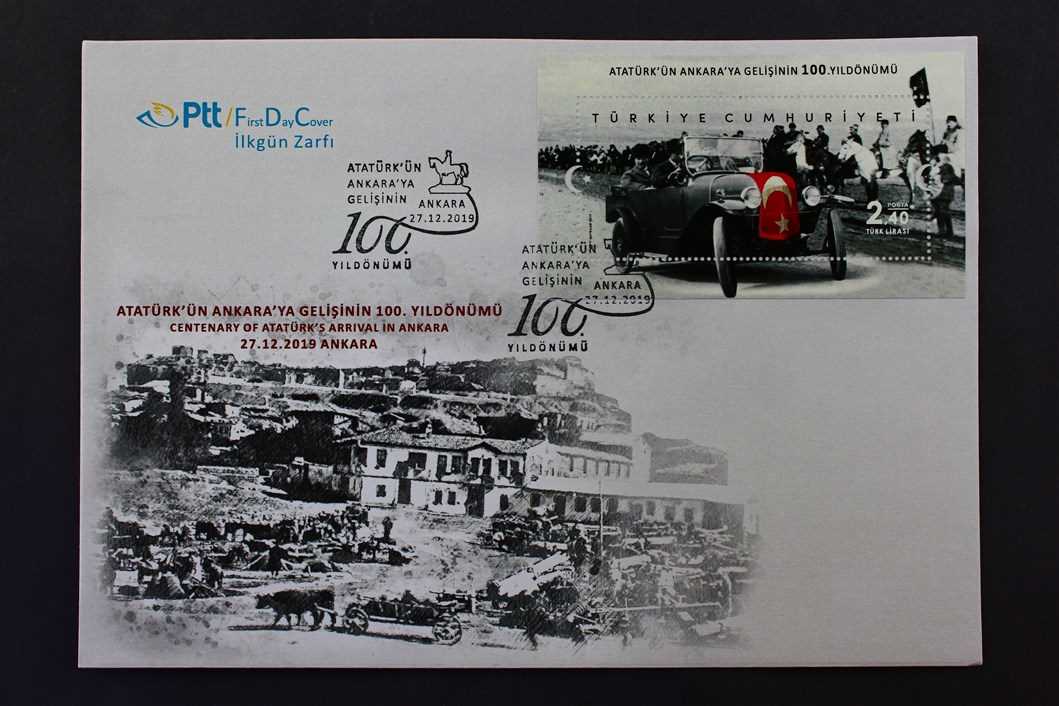 Ptt / First Day Cover
İlkgün Zarfı
ATATÜRK'ÜN
ANKARA'YA
GELİŞİNİN
ANKARA
27.12.2019
100.
YILDÖNÜMÜ
ATATÜRK'ÜN ANKARA'YA GELİŞİNİN 100.YILDÖNÜMÜ
TÜRKİYE CUMHURİYETİ
POSTA
2.40
TÜRK LİRASI
ATATÜRK'ÜN
ANKARA'YA
GELİŞİNİN
ANKARA
27.12.2019
100.
YILDÖNÜMÜ
ATATÜRK'ÜN ANKARA'YA GELİŞİNİN 100. YILDÖNÜMÜ
CENTENARY OF ATATÜRK'S ARRIVAL IN ANKARA
27.12.2019 ANKARA